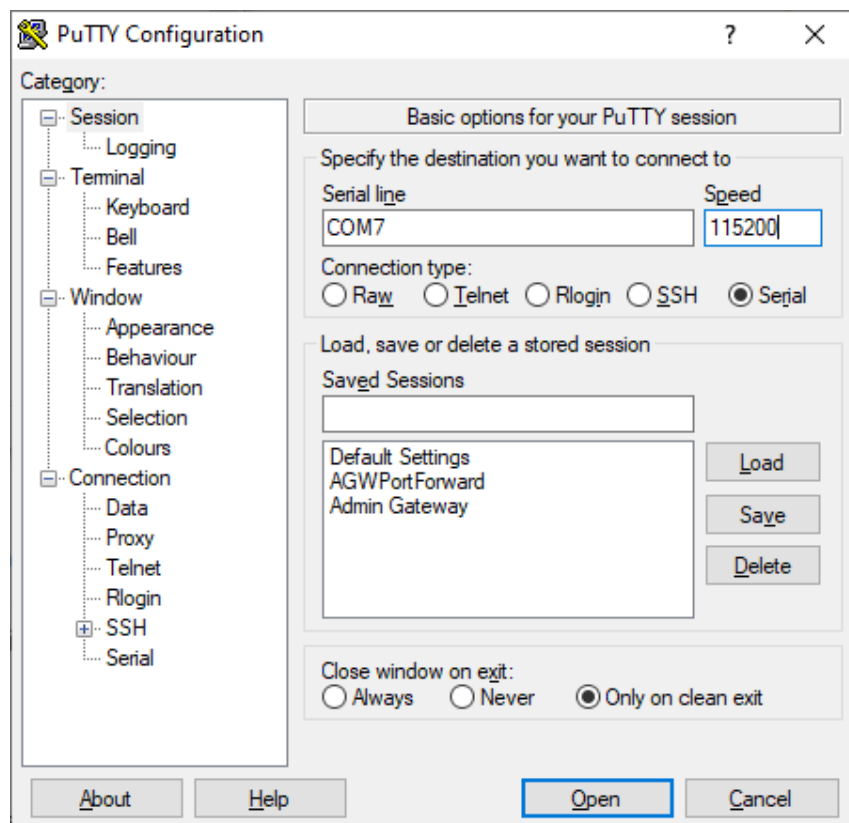 PuTTY Configuration
?
Category:
Session
Logging
Terminal
Keyboard
Bell
Features
Window
Appearance
Behaviour
Translation
Selection
Colours
Connection
Data
Proxy
Telnet
Rlogin
SSH
Serial
Basic options for your PuTTY session
Specify the destination you want to connect to
Serial line Speed
COM7 115200
Connection type:
Raw Telnet Rlogin SSH Serial
Load, save or delete a stored session
Saved Sessions
Default Settings
AGWPortForward
Admin Gateway
Load
Save
Delete
Close window on exit:
Always Never Only on clean exit
About Help Open Cancel